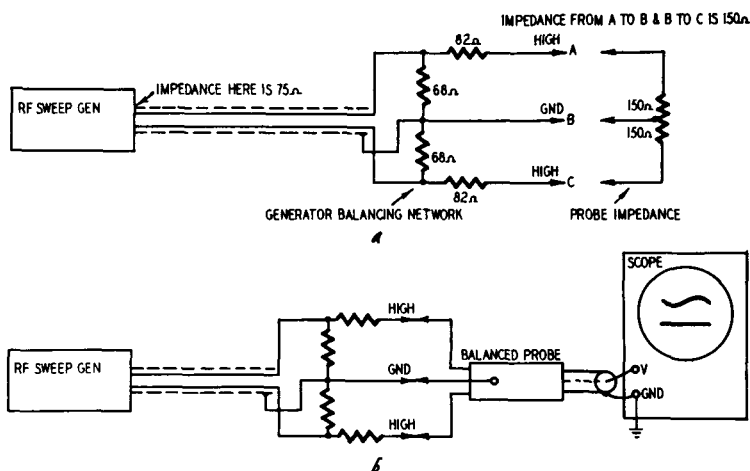 IMPEDANCE FROM A TO B & B TO C IS 150Ω
82Ω
HIGH
A
IMPEDANCE HERE IS 75Ω
RF SWEEP GEN
68Ω
150Ω
GND
B
150Ω
68Ω
HIGH
C
82Ω
GENERATOR BALANCING NETWORK
PROBE IMPEDANCE
a
SCOPE
HIGH
RF SWEEP GEN
GND
BALANCED PROBE
V
GND
HIGH
b